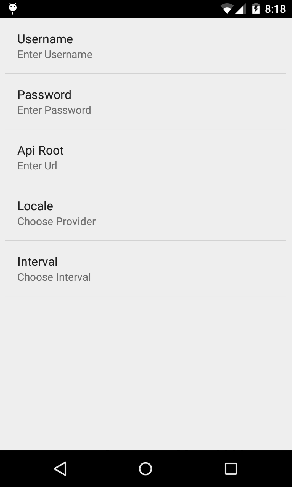 8:18
Username
Enter Username
Password
Enter Password
Api Root
Enter Url
Locale
Choose Provider
Interval
Choose Interval